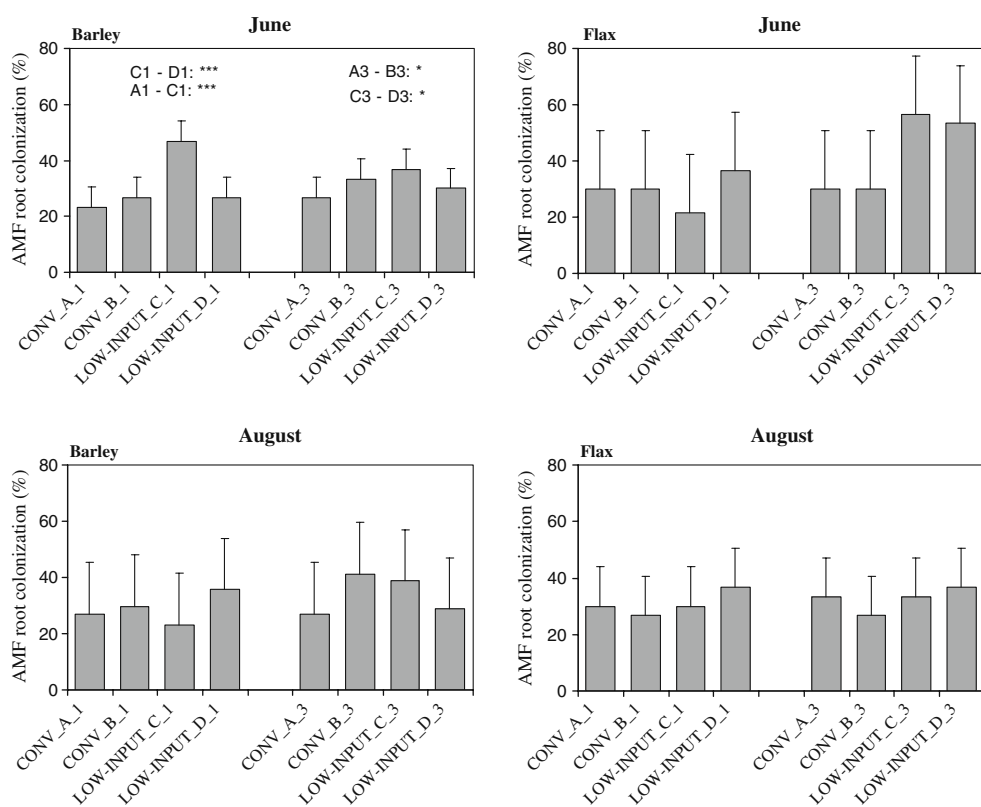 June
Barley
AMF root colonization (%)
80
60
40
20
0
C1 - D1: ***
A1 - C1: ***
A3 - B3: *
C3 - D3: *
CONV_A_1
CONV_B_1
LOW-INPUT_C_1
LOW-INPUT_D_1
CONV_A_3
CONV_B_3
LOW-INPUT_C_3
LOW-INPUT_D_3
June
Flax
AMF root colonization (%)
80
60
40
20
0
CONV_A_1
CONV_B_1
LOW-INPUT_C_1
LOW-INPUT_D_1
CONV_A_3
CONV_B_3
LOW-INPUT_C_3
LOW-INPUT_D_3
August
Barley
AMF root colonization (%)
80
60
40
20
0
CONV_A_1
CONV_B_1
LOW-INPUT_C_1
LOW-INPUT_D_1
CONV_A_3
CONV_B_3
LOW-INPUT_C_3
LOW-INPUT_D_3
August
Flax
AMF root colonization (%)
80
60
40
20
0
CONV_A_1
CONV_B_1
LOW-INPUT_C_1
LOW-INPUT_D_1
CONV_A_3
CONV_B_3
LOW-INPUT_C_3
LOW-INPUT_D_3